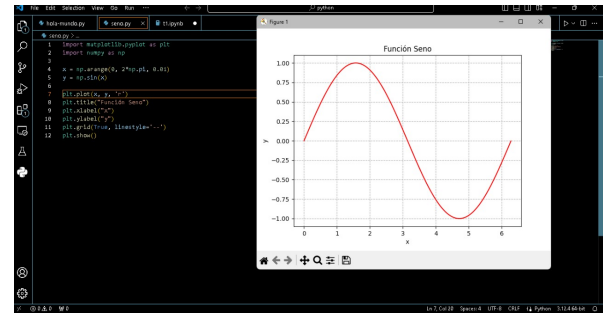 File Edit Selection View Go Run ... python
hola-mundo.py seno.py t1.ipynb
seno.py > ...
1 import matplotlib.pyplot as plt
2 import numpy as np
3
4 x = np.arange(0, 2*np.pi, 0.01)
5 y = np.sin(x)
6
7 plt.plot(x, y, 'r')
8 plt.title("Función Seno")
9 plt.xlabel("x")
10 plt.ylabel("y")
11 plt.grid(True, linestyle='--')
12 plt.show()
Figure 1
Función Seno
1.00
0.75
0.50
0.25
0.00
−0.25
−0.50
−0.75
−1.00
y
0 1 2 3 4 5 6
x
0 0 0 Ln 7, Col 20 Spaces: 4 UTF-8 CRLF Python 3.12.4 64-bit